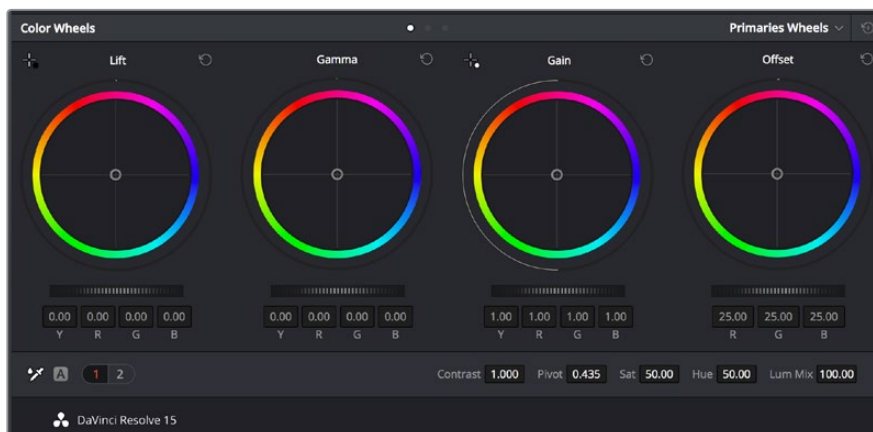 Color Wheels Primaries Wheels
Lift Gamma Gain Offset
0.00 0.00 0.00 0.00 0.00 0.00 0.00 0.00 1.00 1.00 1.00 1.00 25.00 25.00 25.00
Y R G B Y R G B Y R G B R G B
A 1 2 Contrast 1.000 Pivot 0.435 Sat 50.00 Hue 50.00 Lum Mix 100.00
DaVinci Resolve 15